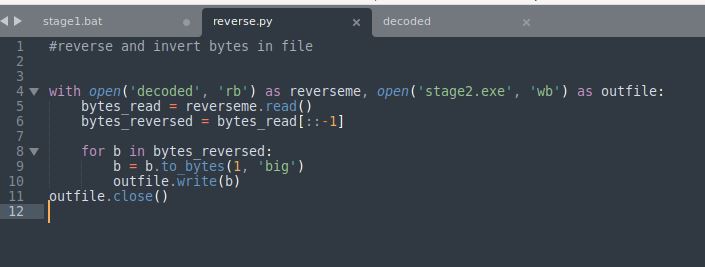 stage1.bat reverse.py × decoded ×
1 #reverse and invert bytes in file
2
3
4 with open('decoded', 'rb') as reverseme, open('stage2.exe', 'wb') as outfile:
5     bytes_read = reverseme.read()
6     bytes_reversed = bytes_read[::-1]
7
8     for b in bytes_reversed:
9         b = b.to_bytes(1, 'big')
10         outfile.write(b)
11 outfile.close()
12